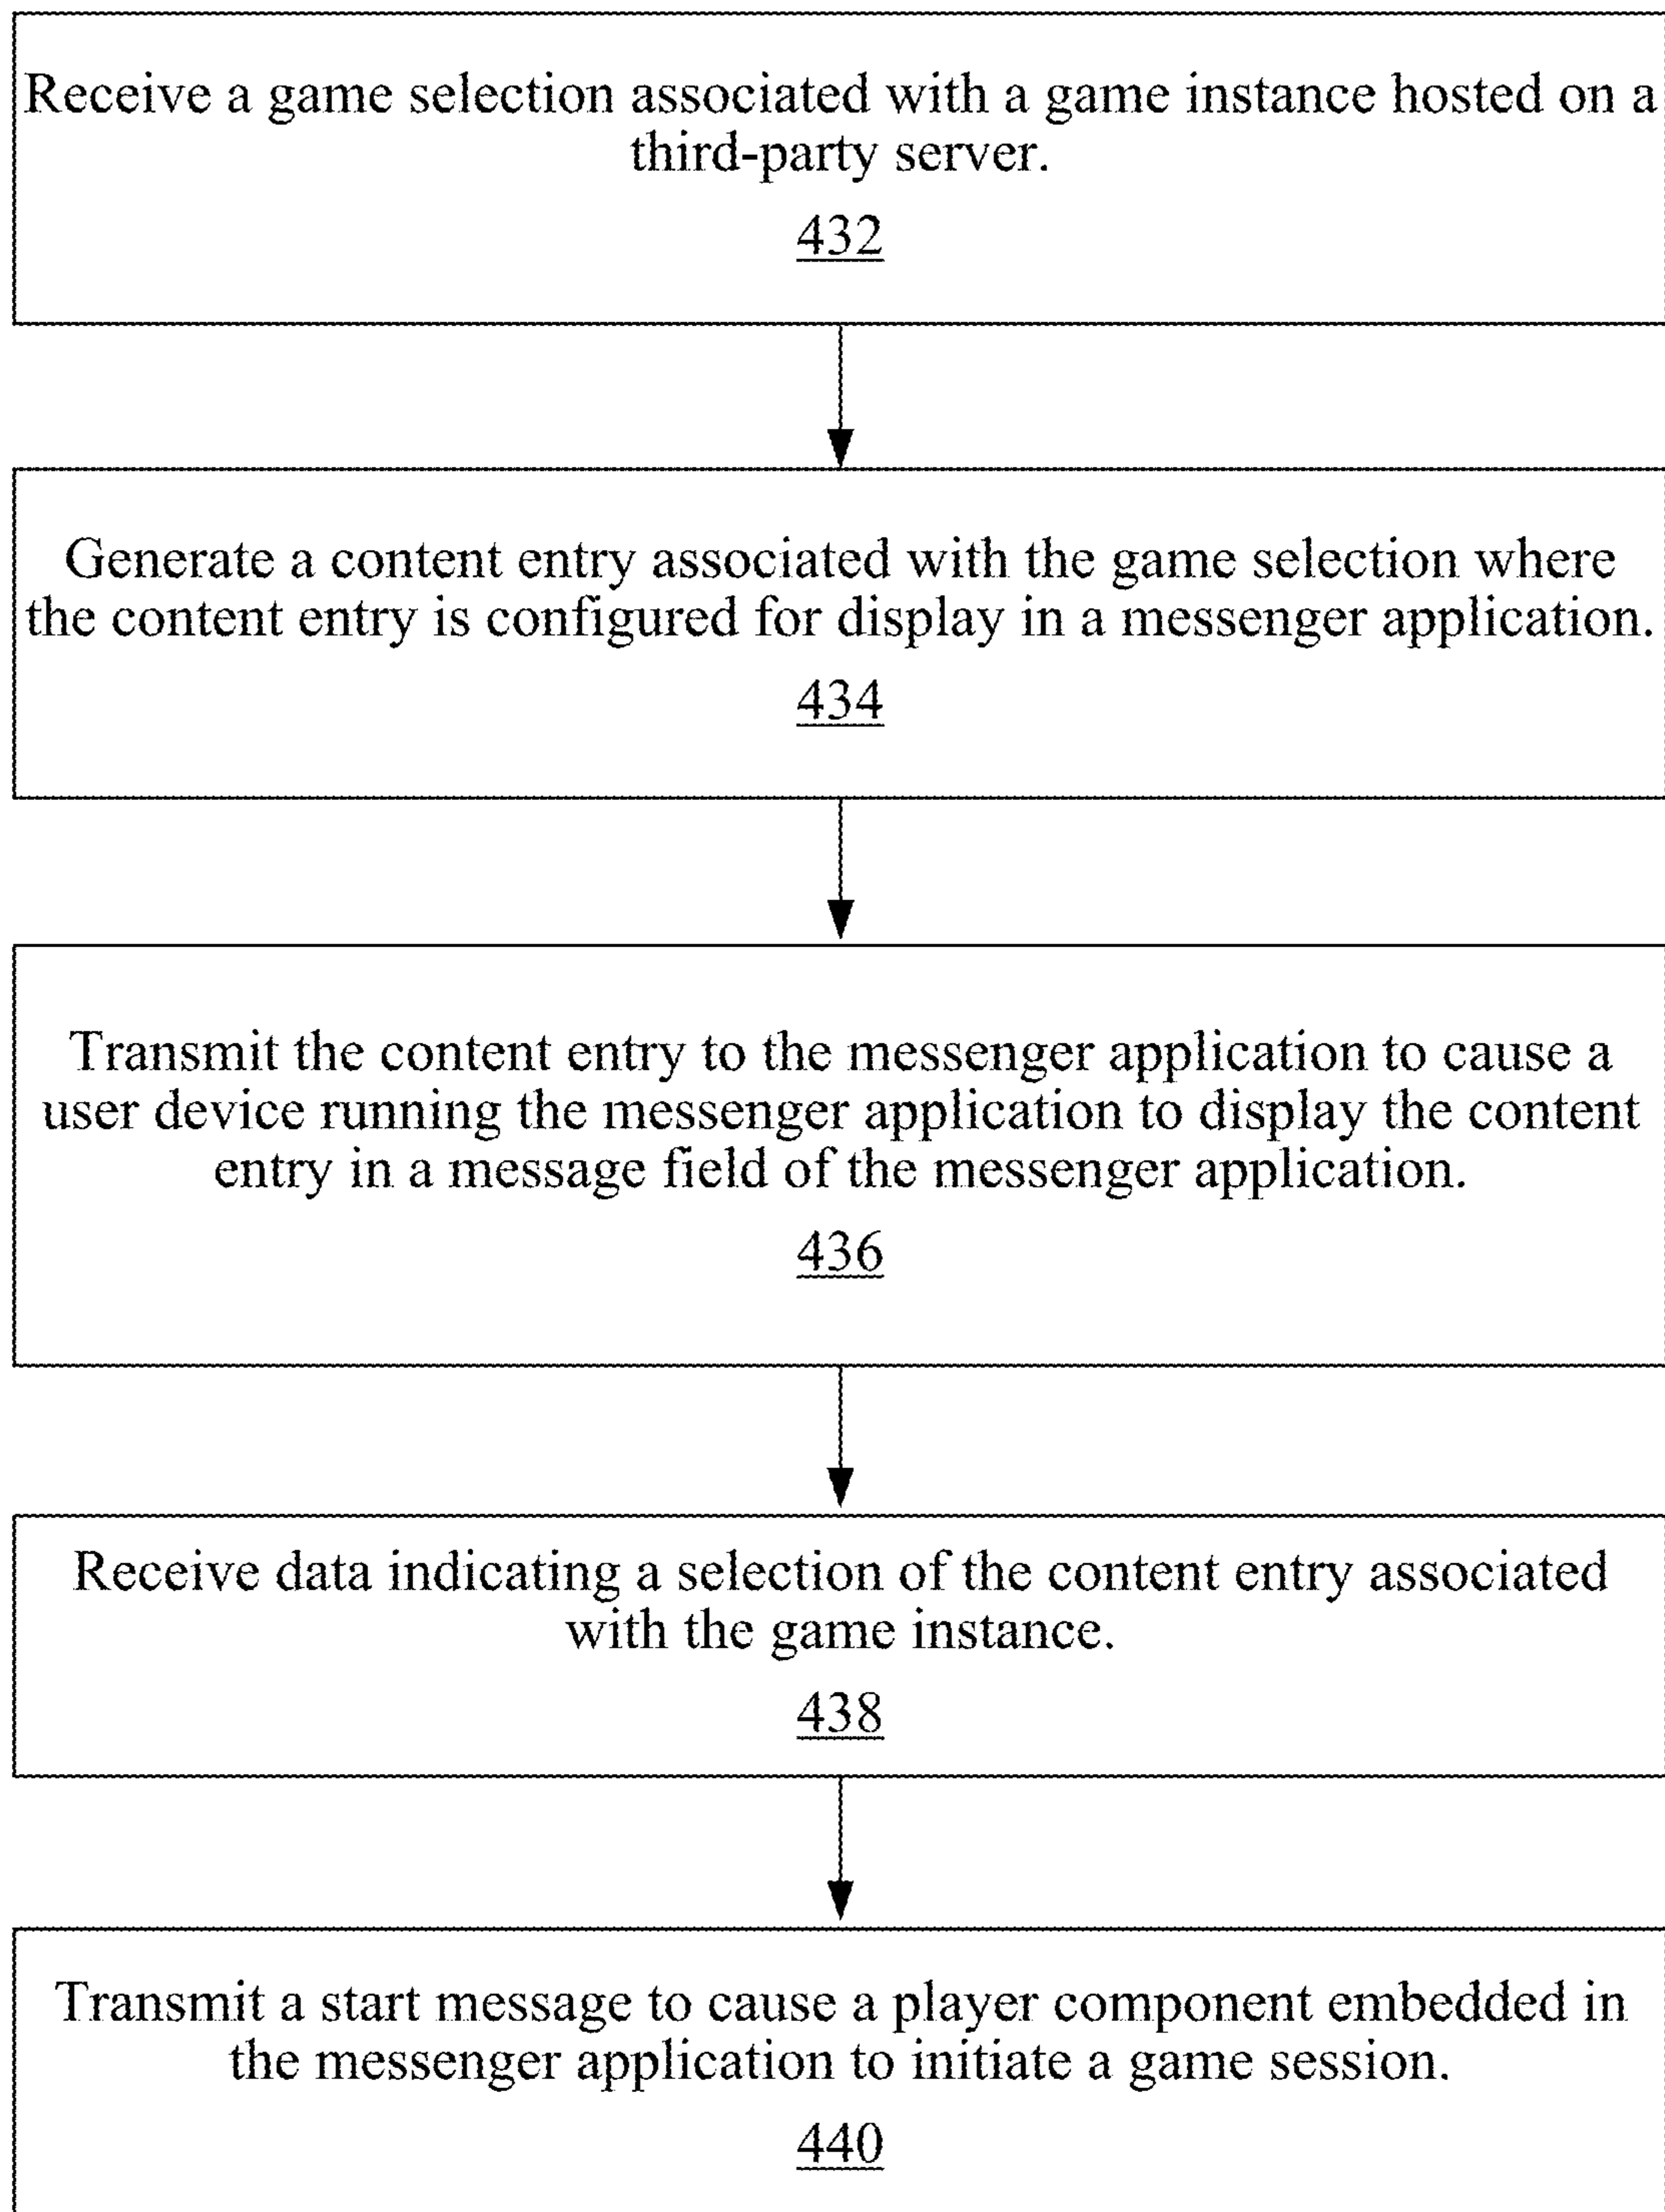 Receive a game selection associated with a game instance hosted on a
third-party server.
432
Generate a content entry associated with the game selection where
the content entry is configured for display in a messenger application.
434
Transmit the content entry to the messenger application to cause a
user device running the messenger application to display the content
entry in a message field of the messenger application.
436
Receive data indicating a selection of the content entry associated
with the game instance.
438
Transmit a start message to cause a player component embedded in
the messenger application to initiate a game session.
440